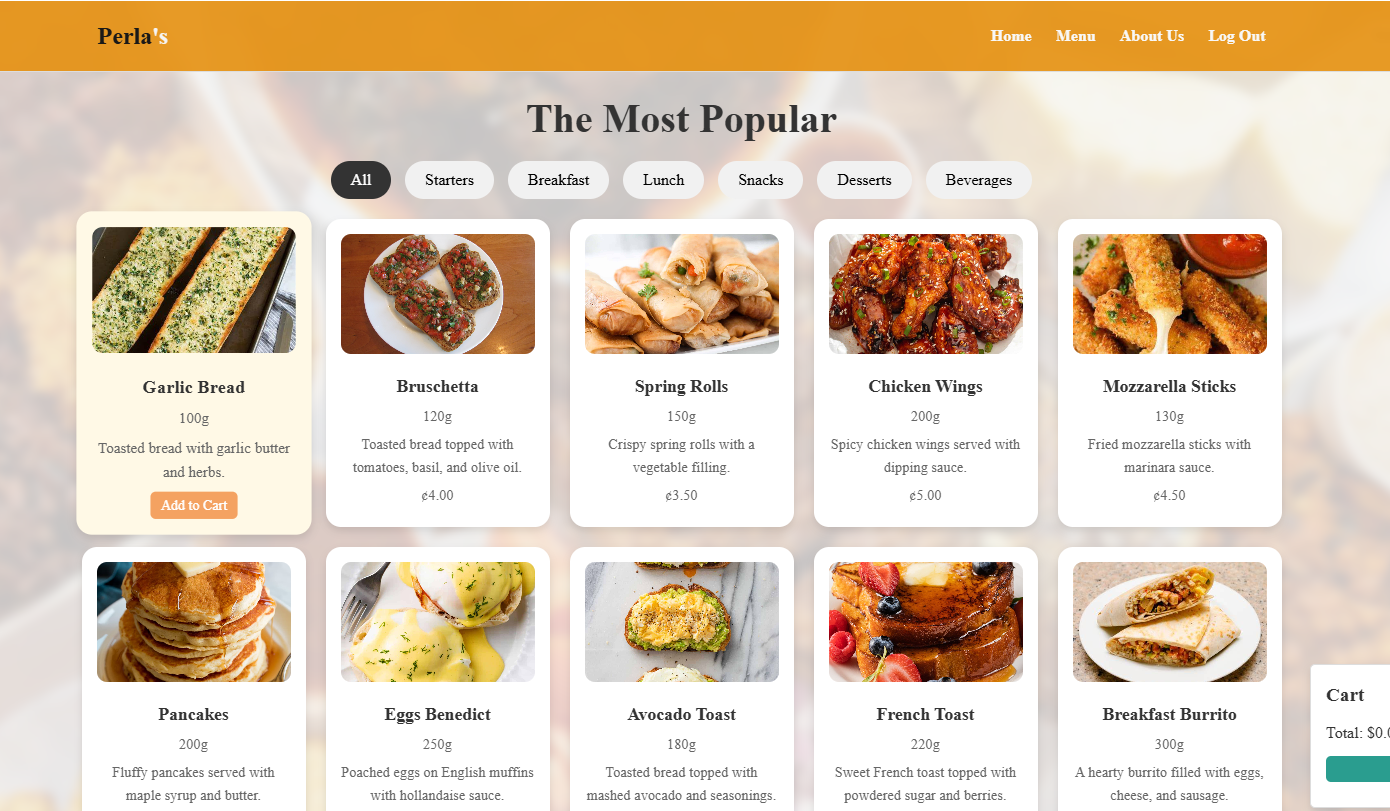 Perla's
Home Menu About Us Log Out
The Most Popular
All Starters Breakfast Lunch Snacks Desserts Beverages
Garlic Bread
100g
Toasted bread with garlic butter
and herbs.
Add to Cart
Bruschetta
120g
Toasted bread topped with
tomatoes, basil, and olive oil.
¢4.00
Spring Rolls
150g
Crispy spring rolls with a
vegetable filling.
¢3.50
Chicken Wings
200g
Spicy chicken wings served with
dipping sauce.
¢5.00
Mozzarella Sticks
130g
Fried mozzarella sticks with
marinara sauce.
¢4.50
Pancakes
200g
Fluffy pancakes served with
maple syrup and butter.
Eggs Benedict
250g
Poached eggs on English muffins
with hollandaise sauce.
Avocado Toast
180g
Toasted bread topped with
mashed avocado and seasonings.
French Toast
220g
Sweet French toast topped with
powdered sugar and berries.
Breakfast Burrito
300g
A hearty burrito filled with eggs,
cheese, and sausage.
Cart
Total: $0.0